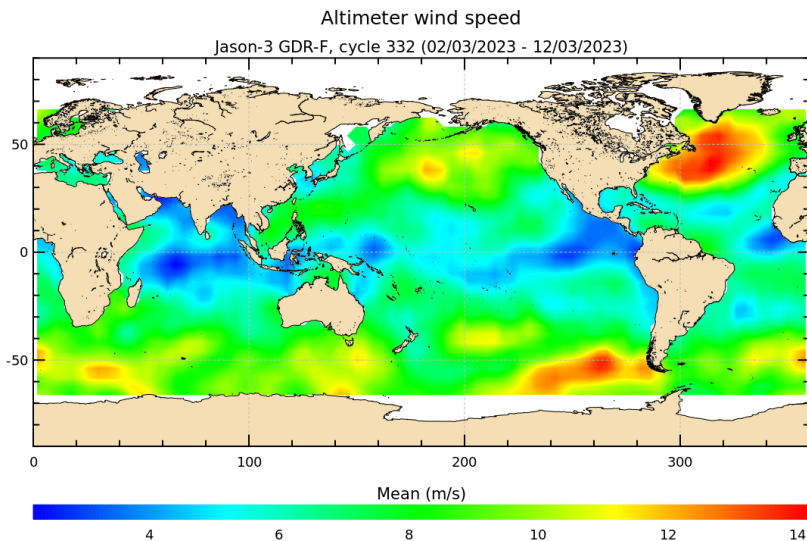 Altimeter wind speed
Jason-3 GDR-F, cycle 332 (02/03/2023 - 12/03/2023)
50
0
-50
0 100 200 300
Mean (m/s)
4 6 8 10 12 14